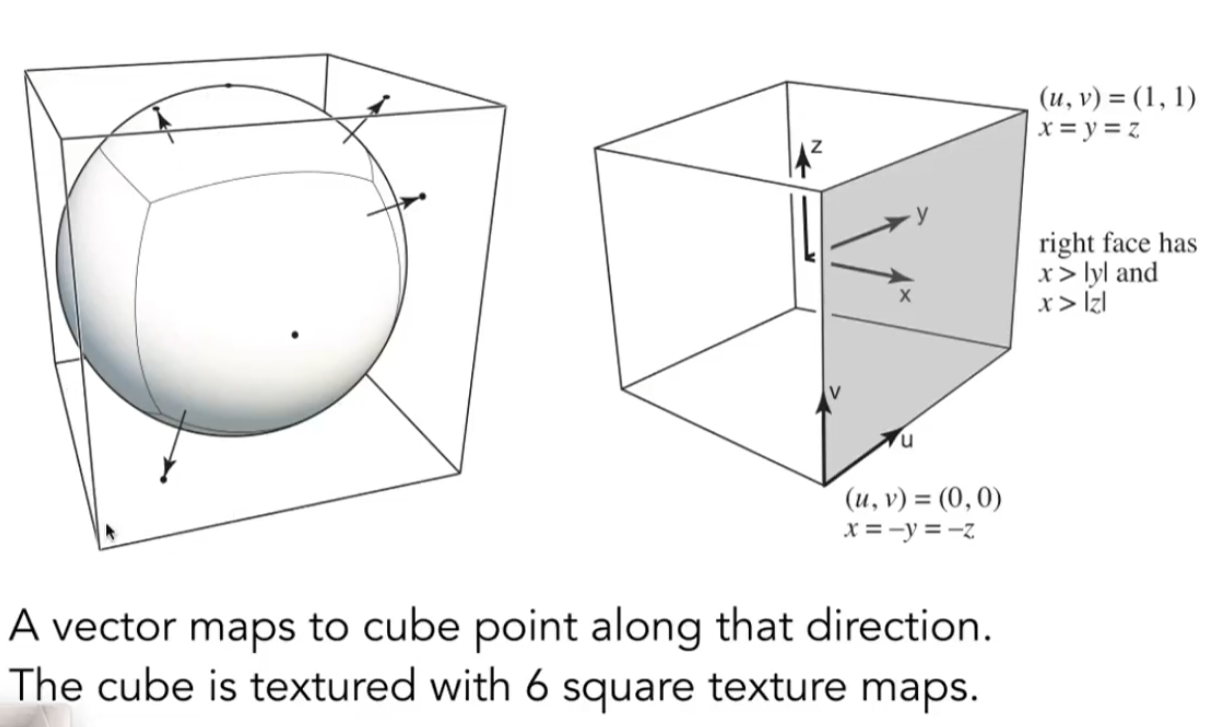 (u, v) = (1, 1)
x = y = z
z
y
right face has
x > |y| and
x > |z|
x
v
u
(u, v) = (0, 0)
x = −y = −z
A vector maps to cube point along that direction.
The cube is textured with 6 square texture maps.